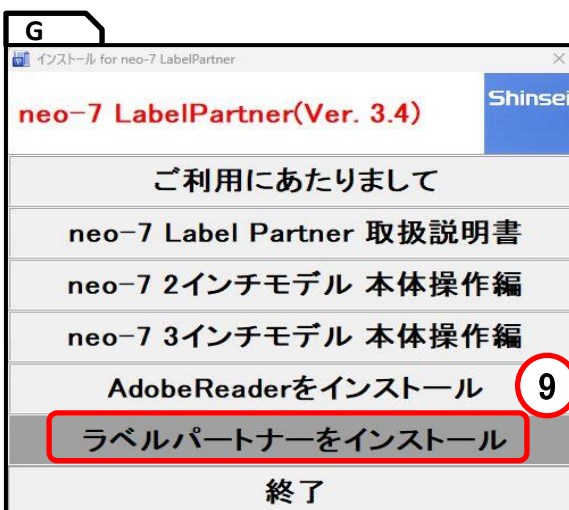 G
インストール for neo-7 LabelPartner
neo-7 LabelPartner(Ver. 3.4)
Shinsei
ご利用にあたりまして
neo-7 Label Partner 取扱説明書
neo-7 2インチモデル 本体操作編
neo-7 3インチモデル 本体操作編
AdobeReaderをインストール
9
ラベルパートナーをインストール
終了